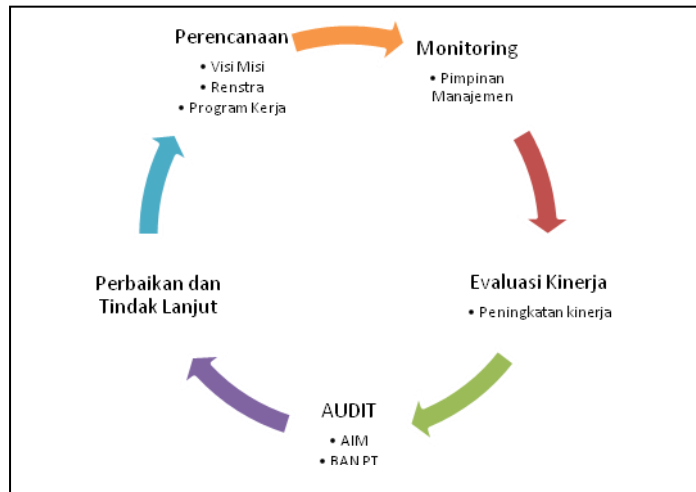 Perencanaan
• Visi Misi
• Renstra
• Program Kerja
Monitoring
• Pimpinan
Manajemen
Evaluasi Kinerja
• Peningkatan kinerja
AUDIT
• AIM
• BAN PT
Perbaikan dan
Tindak Lanjut